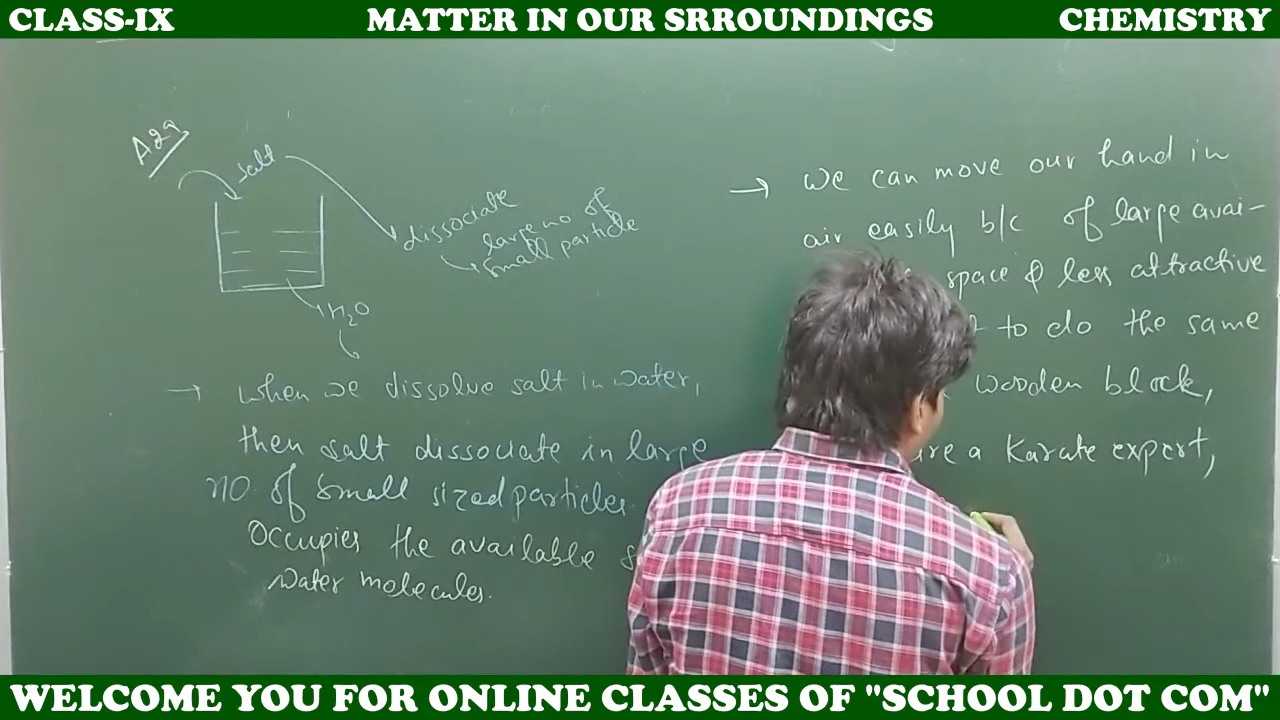 CLASS-IX
MATTER IN OUR SRROUNDINGS
CHEMISTRY
salt
dissociate
large no of
small particle
H2O
→ when we dissolve salt in water,
then salt dissociate in large
no. of small sized particles.
Occupies the available
water molecules.
→ we can move our hand in
air easily b/c of large avai-
space & less attractive
to do the same
wooden block,
a Karate expert,
WELCOME YOU FOR ONLINE CLASSES OF "SCHOOL DOT COM"